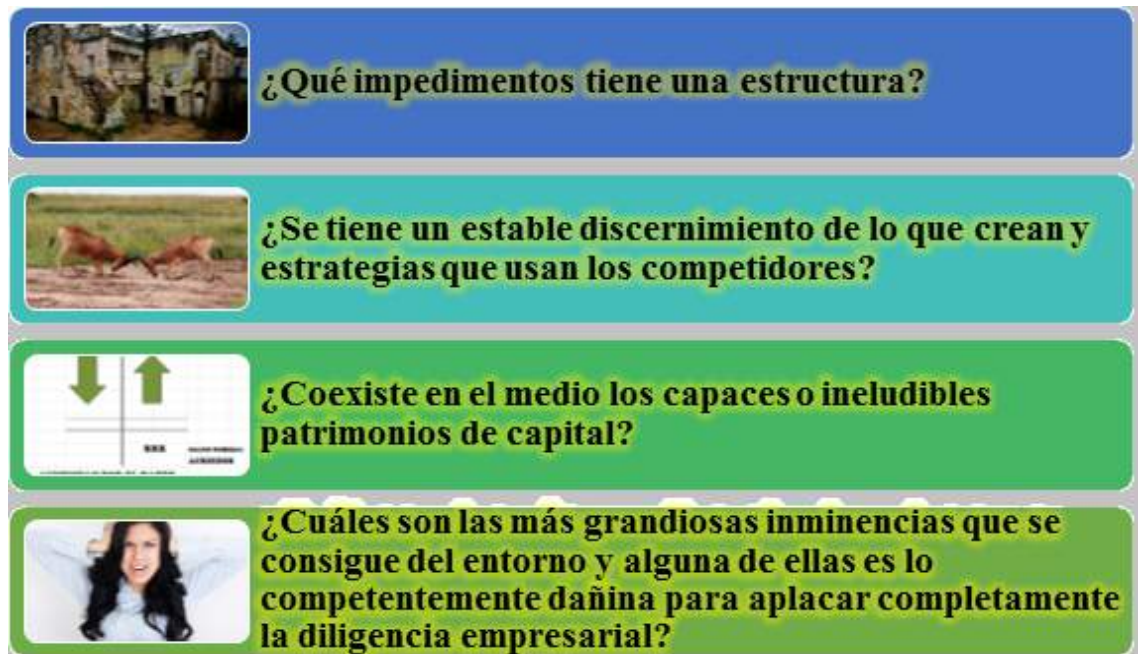 ¿Qué impedimentos tiene una estructura?
¿Se tiene un estable discernimiento de lo que crean y
estrategias que usan los competidores?
¿Coexiste en el medio los capaces o ineludibles
patrimonios de capital?
¿Cuáles son las más grandiosas inminencias que se
consigue del entorno y alguna de ellas es lo
competentemente dañina para aplacar completamente
la diligencia empresarial?